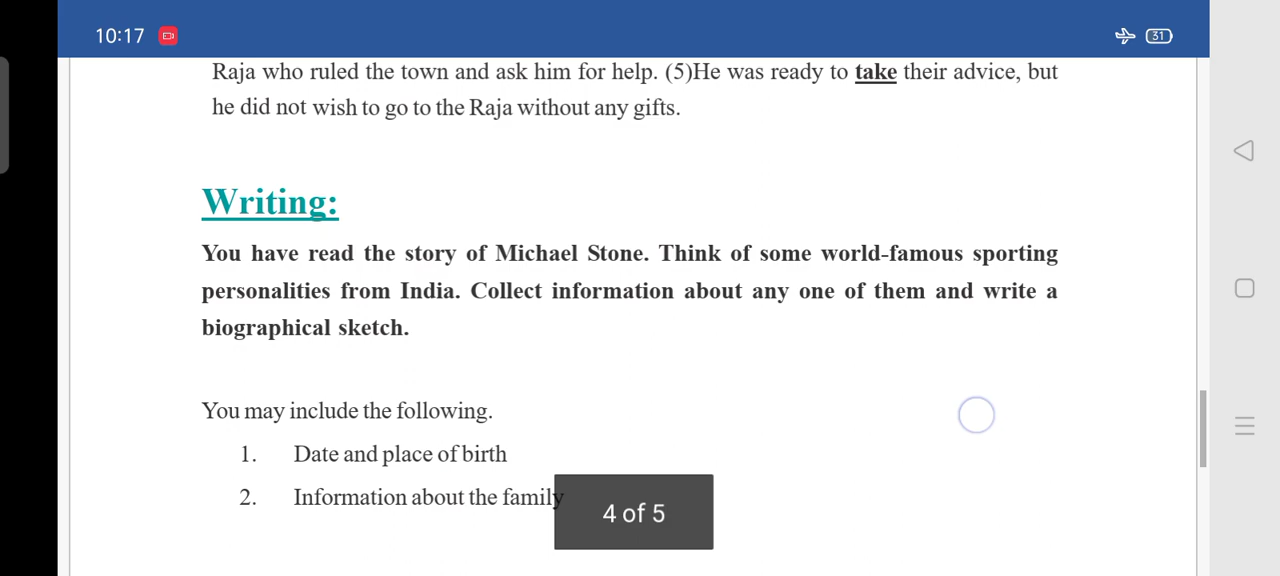 10:17
31
Raja who ruled the town and ask him for help. (5)He was ready to take their advice, but
he did not wish to go to the Raja without any gifts.
Writing:
You have read the story of Michael Stone. Think of some world-famous sporting
personalities from India. Collect information about any one of them and write a
biographical sketch.
You may include the following.
1. Date and place of birth
2. Information about the family
4 of 5